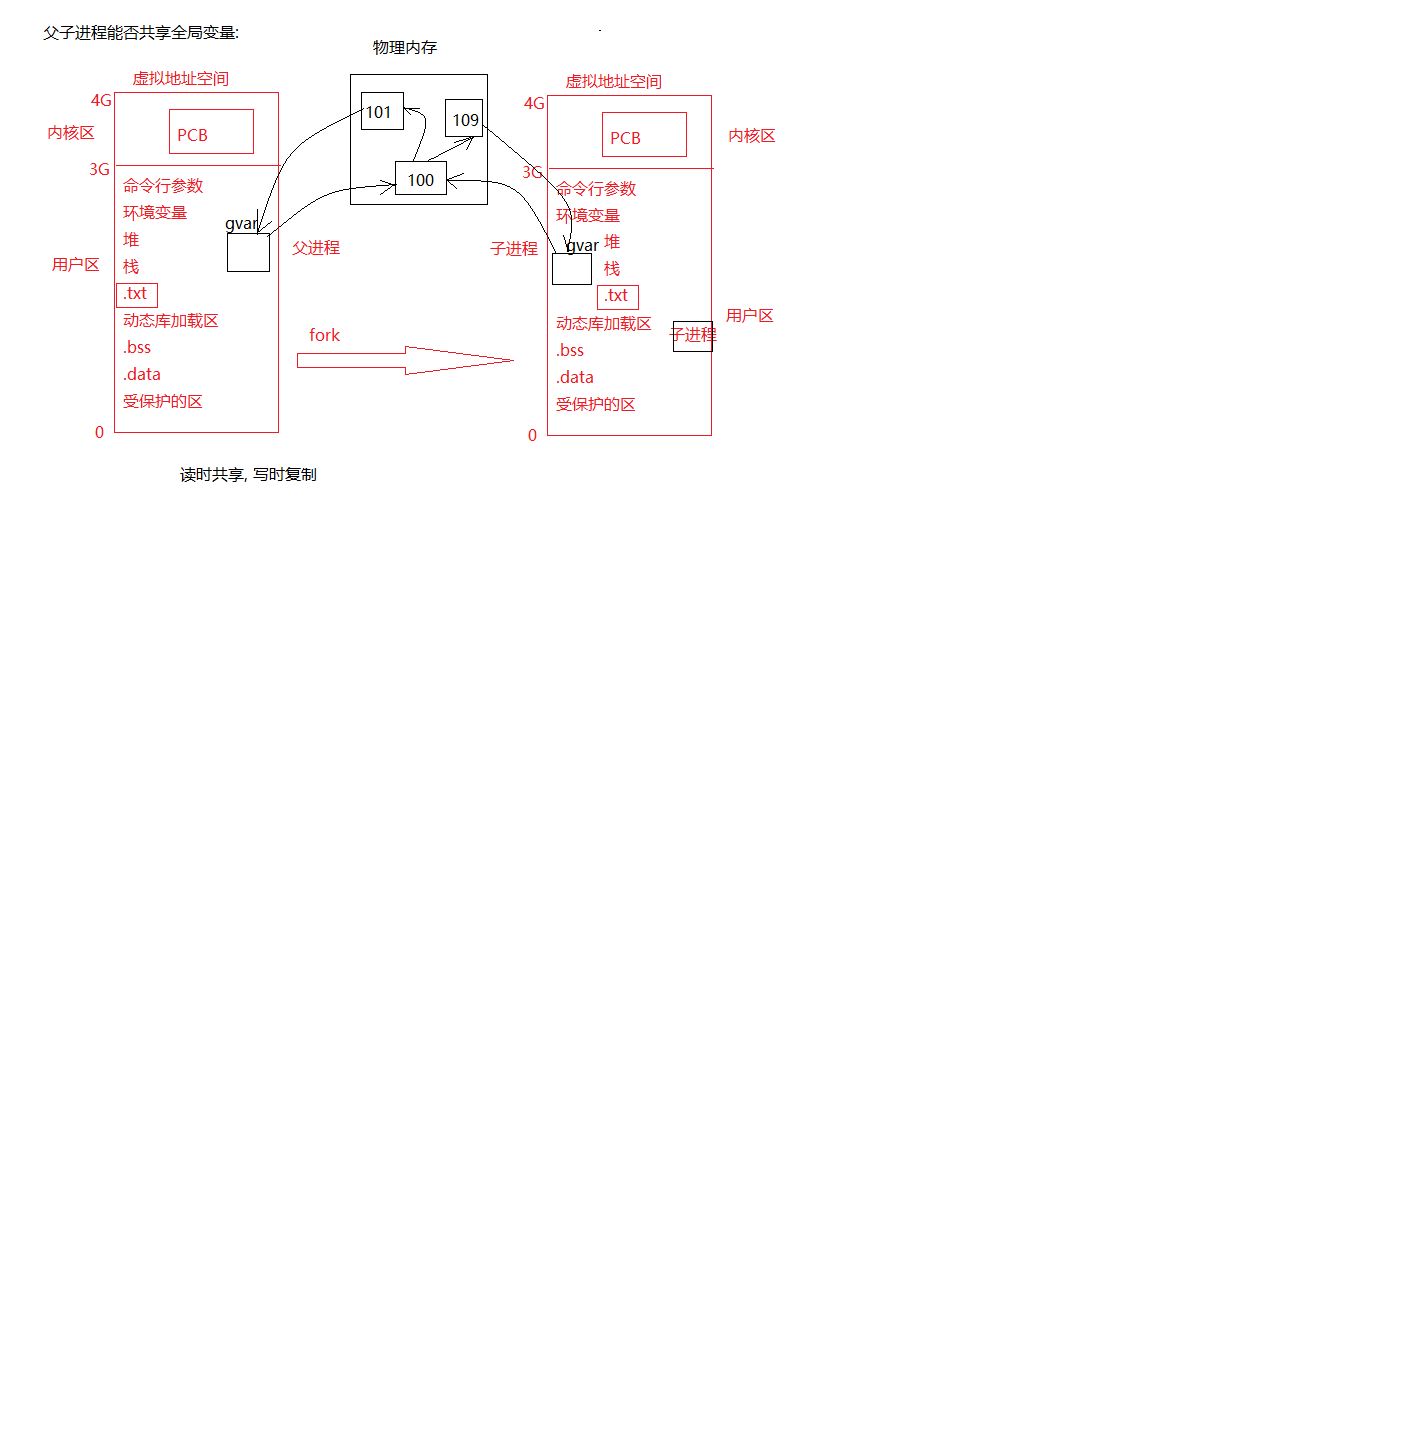 父子进程能否共享全局变量:
物理内存
虚拟地址空间
4G
内核区
PCB
3G
命令行参数
环境变量
堆
用户区
栈
.txt
动态库加载区
.bss
.data
受保护的区
0
gvar
父进程
101
109
100
fork
虚拟地址空间
4G
PCB
内核区
3G
命令行参数
环境变量
子进程
gvar
堆
栈
.txt
用户区
动态库加载区
子进程
.bss
.data
受保护的区
0
读时共享, 写时复制